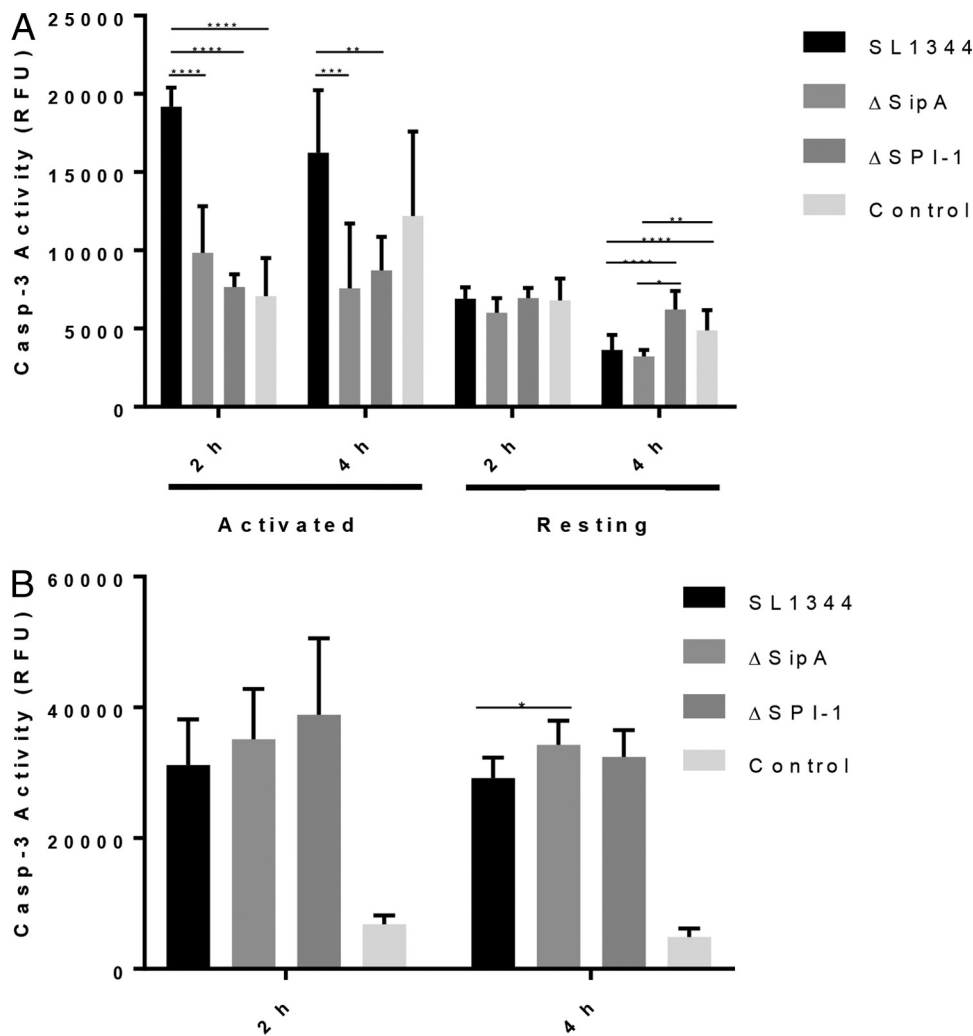 A
Casp-3 Activity (RFU)
25000
20000
15000
10000
5000
0
****
****
****
**
***
**
****
****
*
2 h
4 h
2 h
4 h
Activated
Resting
SL1344
ΔSipA
ΔSPI-1
Control
B
Casp-3 Activity (RFU)
60000
40000
20000
0
*
2 h
4 h
SL1344
ΔSipA
ΔSPI-1
Control